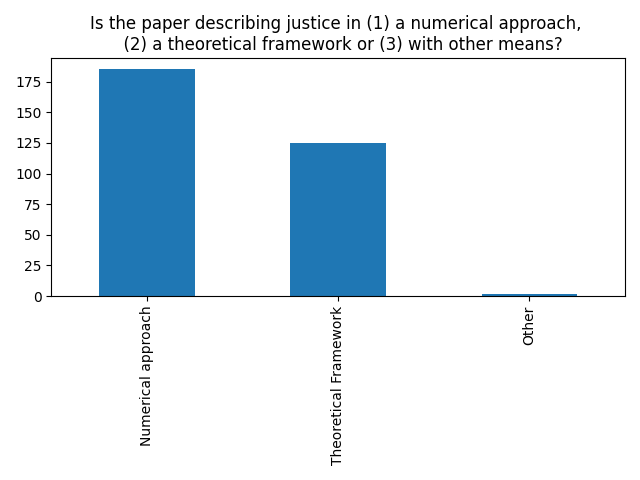 Is the paper describing justice in (1) a numerical approach,
(2) a theoretical framework or (3) with other means?
175
150
125
100
75
50
25
0
Numerical approach
Theoretical Framework
Other